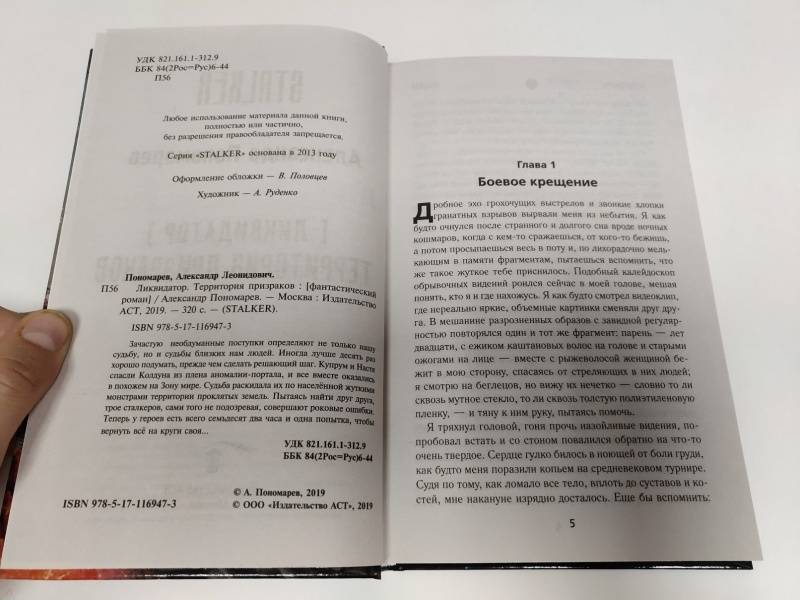 УДК 821.161.1-312.9
ББК 84(2Рос=Рус)6-44
П56
Любое использование материала данной книги,
полностью или частично,
без разрешения правообладателя запрещается.
Серия «STALKER» основана в 2013 году
Оформление обложки — В. Половцев
Художник — А. Руденко
Пономарев, Александр Леонидович.
П56 Ликвидатор. Территория призраков : [фантастический
роман] / Александр Пономарев. — Москва : Издательство
АСТ, 2019. — 320 с. — (STALKER).
ISBN 978-5-17-116947-3
Зачастую необдуманные поступки определяют не только нашу
судьбу, но и судьбы близких нам людей. Иногда лучше десять раз
хорошо подумать, прежде чем сделать решающий шаг. Купрум и Настя
спасли Колдуна из плена аномалии-портала, и все вместе оказались
в похожем на Зону мире. Судьба раскидала их по населённой жуткими
монстрами территории проклятых земель. Пытаясь найти друг друга,
трое сталкеров, сами того не подозревая, совершают роковые ошибки.
Теперь у героев есть всего семьдесят два часа и одна попытка, чтобы
вернуть всё на круги своя...
УДК 821.161.1-312.9
ББК 84(2Рос=Рус)6-44
© А. Пономарев, 2019
ISBN 978-5-17-116947-3 © ООО «Издательство АСТ», 2019
Глава 1
Боевое крещение
Дробное эхо грохочущих выстрелов и звонкие хлопки
гранатных взрывов вырвали меня из небытия. Я как
будто очнулся после странного и долгого сна вроде ночных
кошмаров, когда с кем-то сражаешься, от кого-то бежишь,
а потом просыпаешься весь в поту и, по лихорадочно мель-
кающим в памяти фрагментам, пытаешься вспомнить, что
же такое жуткое тебе приснилось. Подобный калейдоскоп
обрывочных видений роился сейчас в моей голове, мешая
понять, кто я и где нахожусь. Я как будто смотрел видеоклип,
где нереально яркие, объемные картинки сменяли друг дру-
га. В мешанине разрозненных образов с завидной регуляр-
ностью повторялся один и тот же фрагмент: парень — лет
двадцати, с ежиком каштановых волос на голове и старыми
ожогами на лице — вместе с рыжеволосой женщиной бе-
жит в мою сторону, спасаясь от стреляющих в них людей;
я смотрю на беглецов, но вижу их нечетко — словно то ли
сквозь мутное стекло, то ли сквозь толстую полиэтиленовую
пленку, — и тяну к ним руку, пытаясь помочь.
Я тряхнул головой, гоня прочь назойливые видения, по-
пробовал встать и со стоном повалился обратно на что-то
очень твердое. Сердце гулко билось в ноющей от боли груди,
как будто меня поразили копьем на средневековом турнире.
Судя по тому, как ломало все тело, вплоть до суставов и ко-
стей, мне накануне изрядно досталось. Еще бы вспомнить:
5